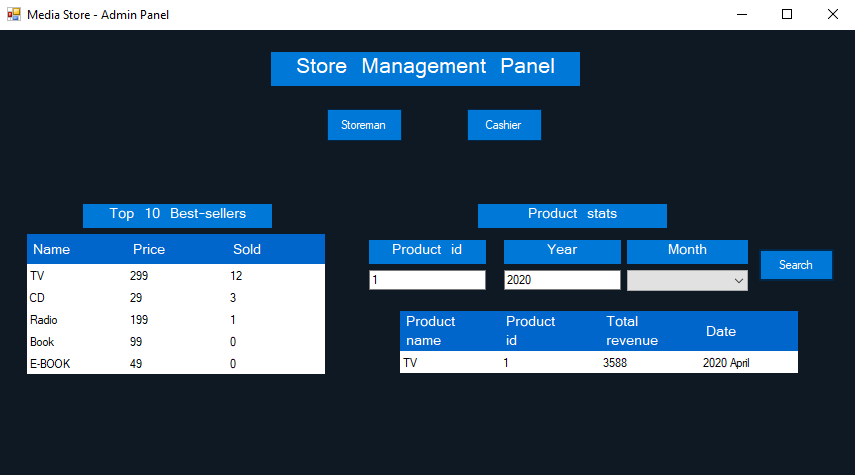 Media Store - Admin Panel
Store Management Panel
Storeman
Cashier
Top 10 Best-sellers
Name Price Sold
TV 299 12
CD 29 3
Radio 199 1
Book 99 0
E-BOOK 49 0
Product stats
Product id Year Month
1 2020
Search
Product name Product id Total revenue Date
TV 1 3588 2020 April